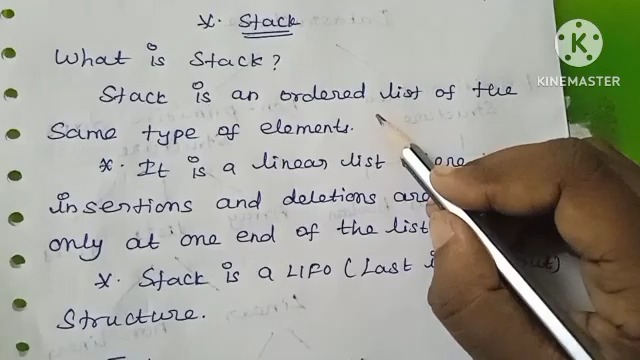 * Stack
What is Stack?
Stack is an ordered list of the
Same type of elements.
* It is a linear list
insertions and deletions are
only at one end of the list
* Stack is a LIFO (Last
Structure.
KINEMASTER